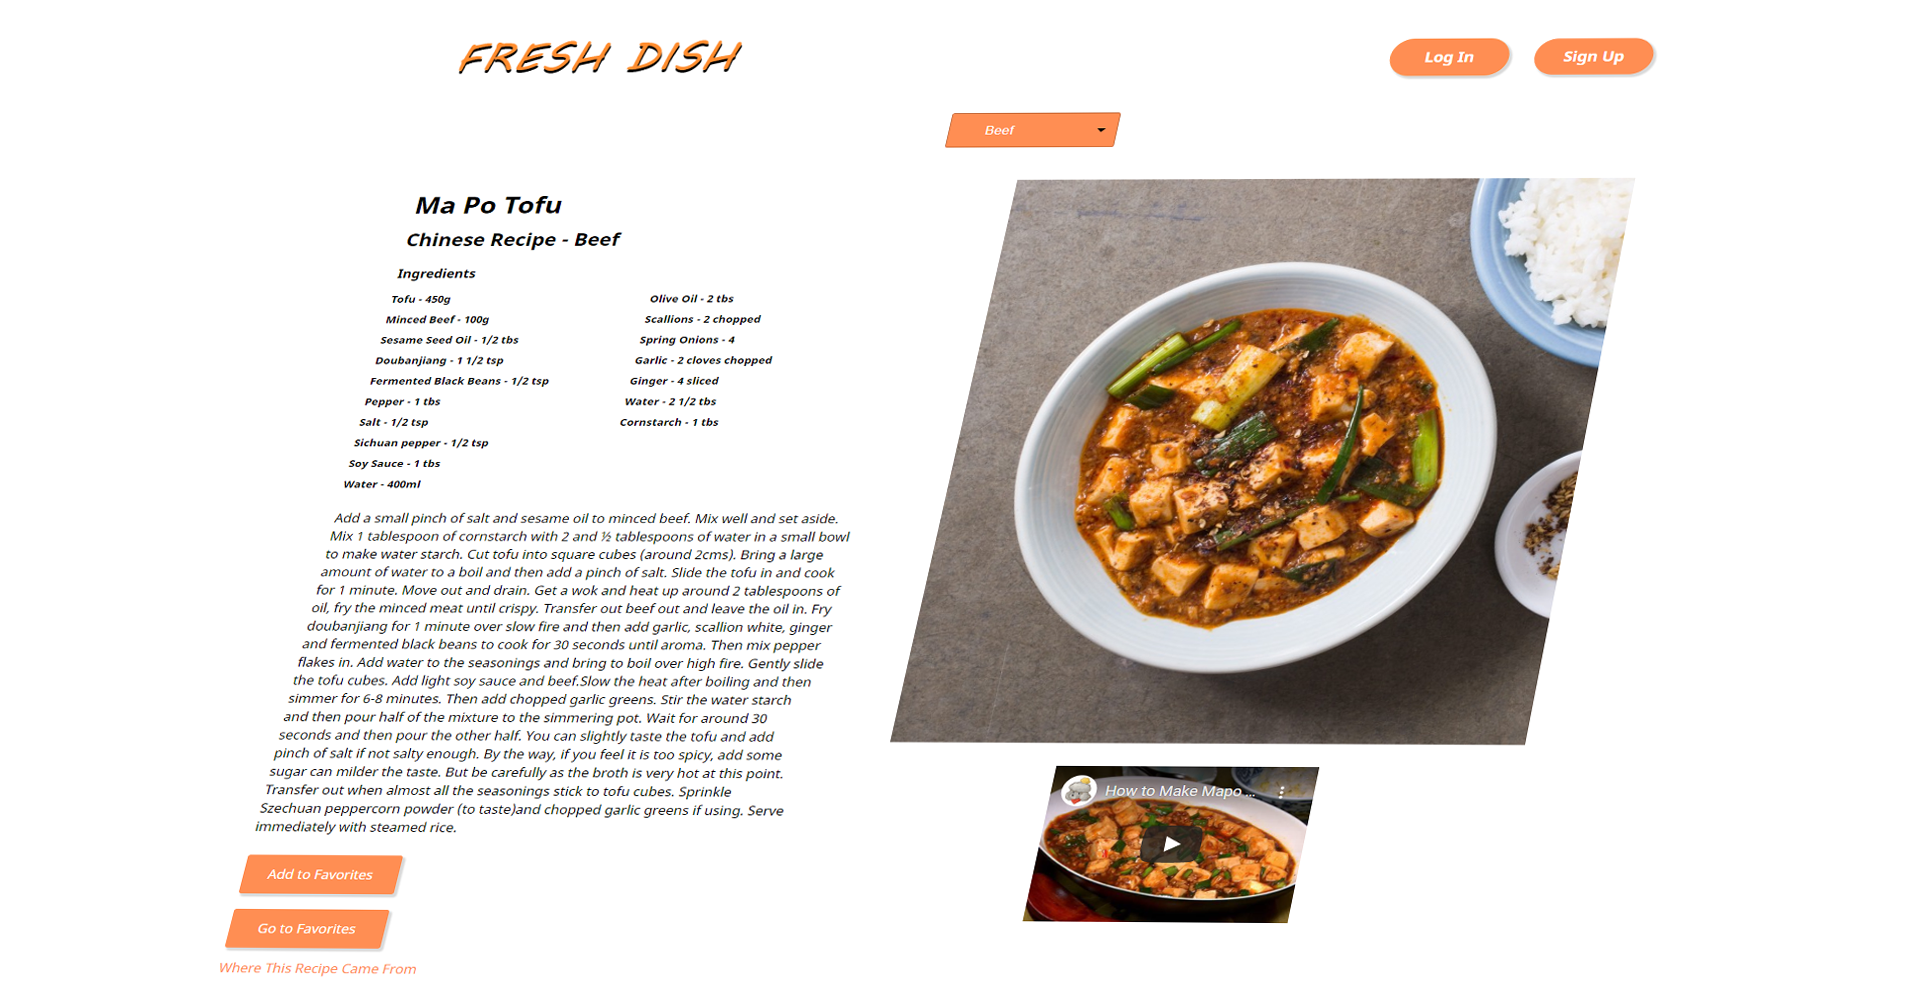 FRESH DISH
Log In
Sign Up
Beef
Ma Po Tofu
Chinese Recipe - Beef
Ingredients
Tofu - 450g
Minced Beef - 100g
Sesame Seed Oil - 1/2 tbs
Doubanjiang - 1 1/2 tsp
Fermented Black Beans - 1/2 tsp
Pepper - 1 tbs
Salt - 1/2 tsp
Sichuan pepper - 1/2 tsp
Soy Sauce - 1 tbs
Water - 400ml
Olive Oil - 2 tbs
Scallions - 2 chopped
Spring Onions - 4
Garlic - 2 cloves chopped
Ginger - 4 sliced
Water - 2 1/2 tbs
Cornstarch - 1 tbs
Add a small pinch of salt and sesame oil to minced beef. Mix well and set aside.
Mix 1 tablespoon of cornstarch with 2 and ½ tablespoons of water in a small bowl
to make water starch. Cut tofu into square cubes (around 2cms). Bring a large
amount of water to a boil and then add a pinch of salt. Slide the tofu in and cook
for 1 minute. Move out and drain. Get a wok and heat up around 2 tablespoons of
oil, fry the minced meat until crispy. Transfer out beef out and leave the oil in. Fry
doubanjiang for 1 minute over slow fire and then add garlic, scallion white, ginger
and fermented black beans to cook for 30 seconds until aroma. Then mix pepper
flakes in. Add water to the seasonings and bring to boil over high fire. Gently slide
the tofu cubes. Add light soy sauce and beef.Slow the heat after boiling and then
simmer for 6-8 minutes. Then add chopped garlic greens. Stir the water starch
and then pour half of the mixture to the simmering pot. Wait for around 30
seconds and then pour the other half. You can slightly taste the tofu and add
pinch of salt if not salty enough. By the way, if you feel it is too spicy, add some
sugar can milder the taste. But be carefully as the broth is very hot at this point.
Transfer out when almost all the seasonings stick to tofu cubes. Sprinkle
Szechuan peppercorn powder (to taste)and chopped garlic greens if using. Serve
immediately with steamed rice.
How to Make Mapo ...
Add to Favorites
Go to Favorites
Where This Recipe Came From